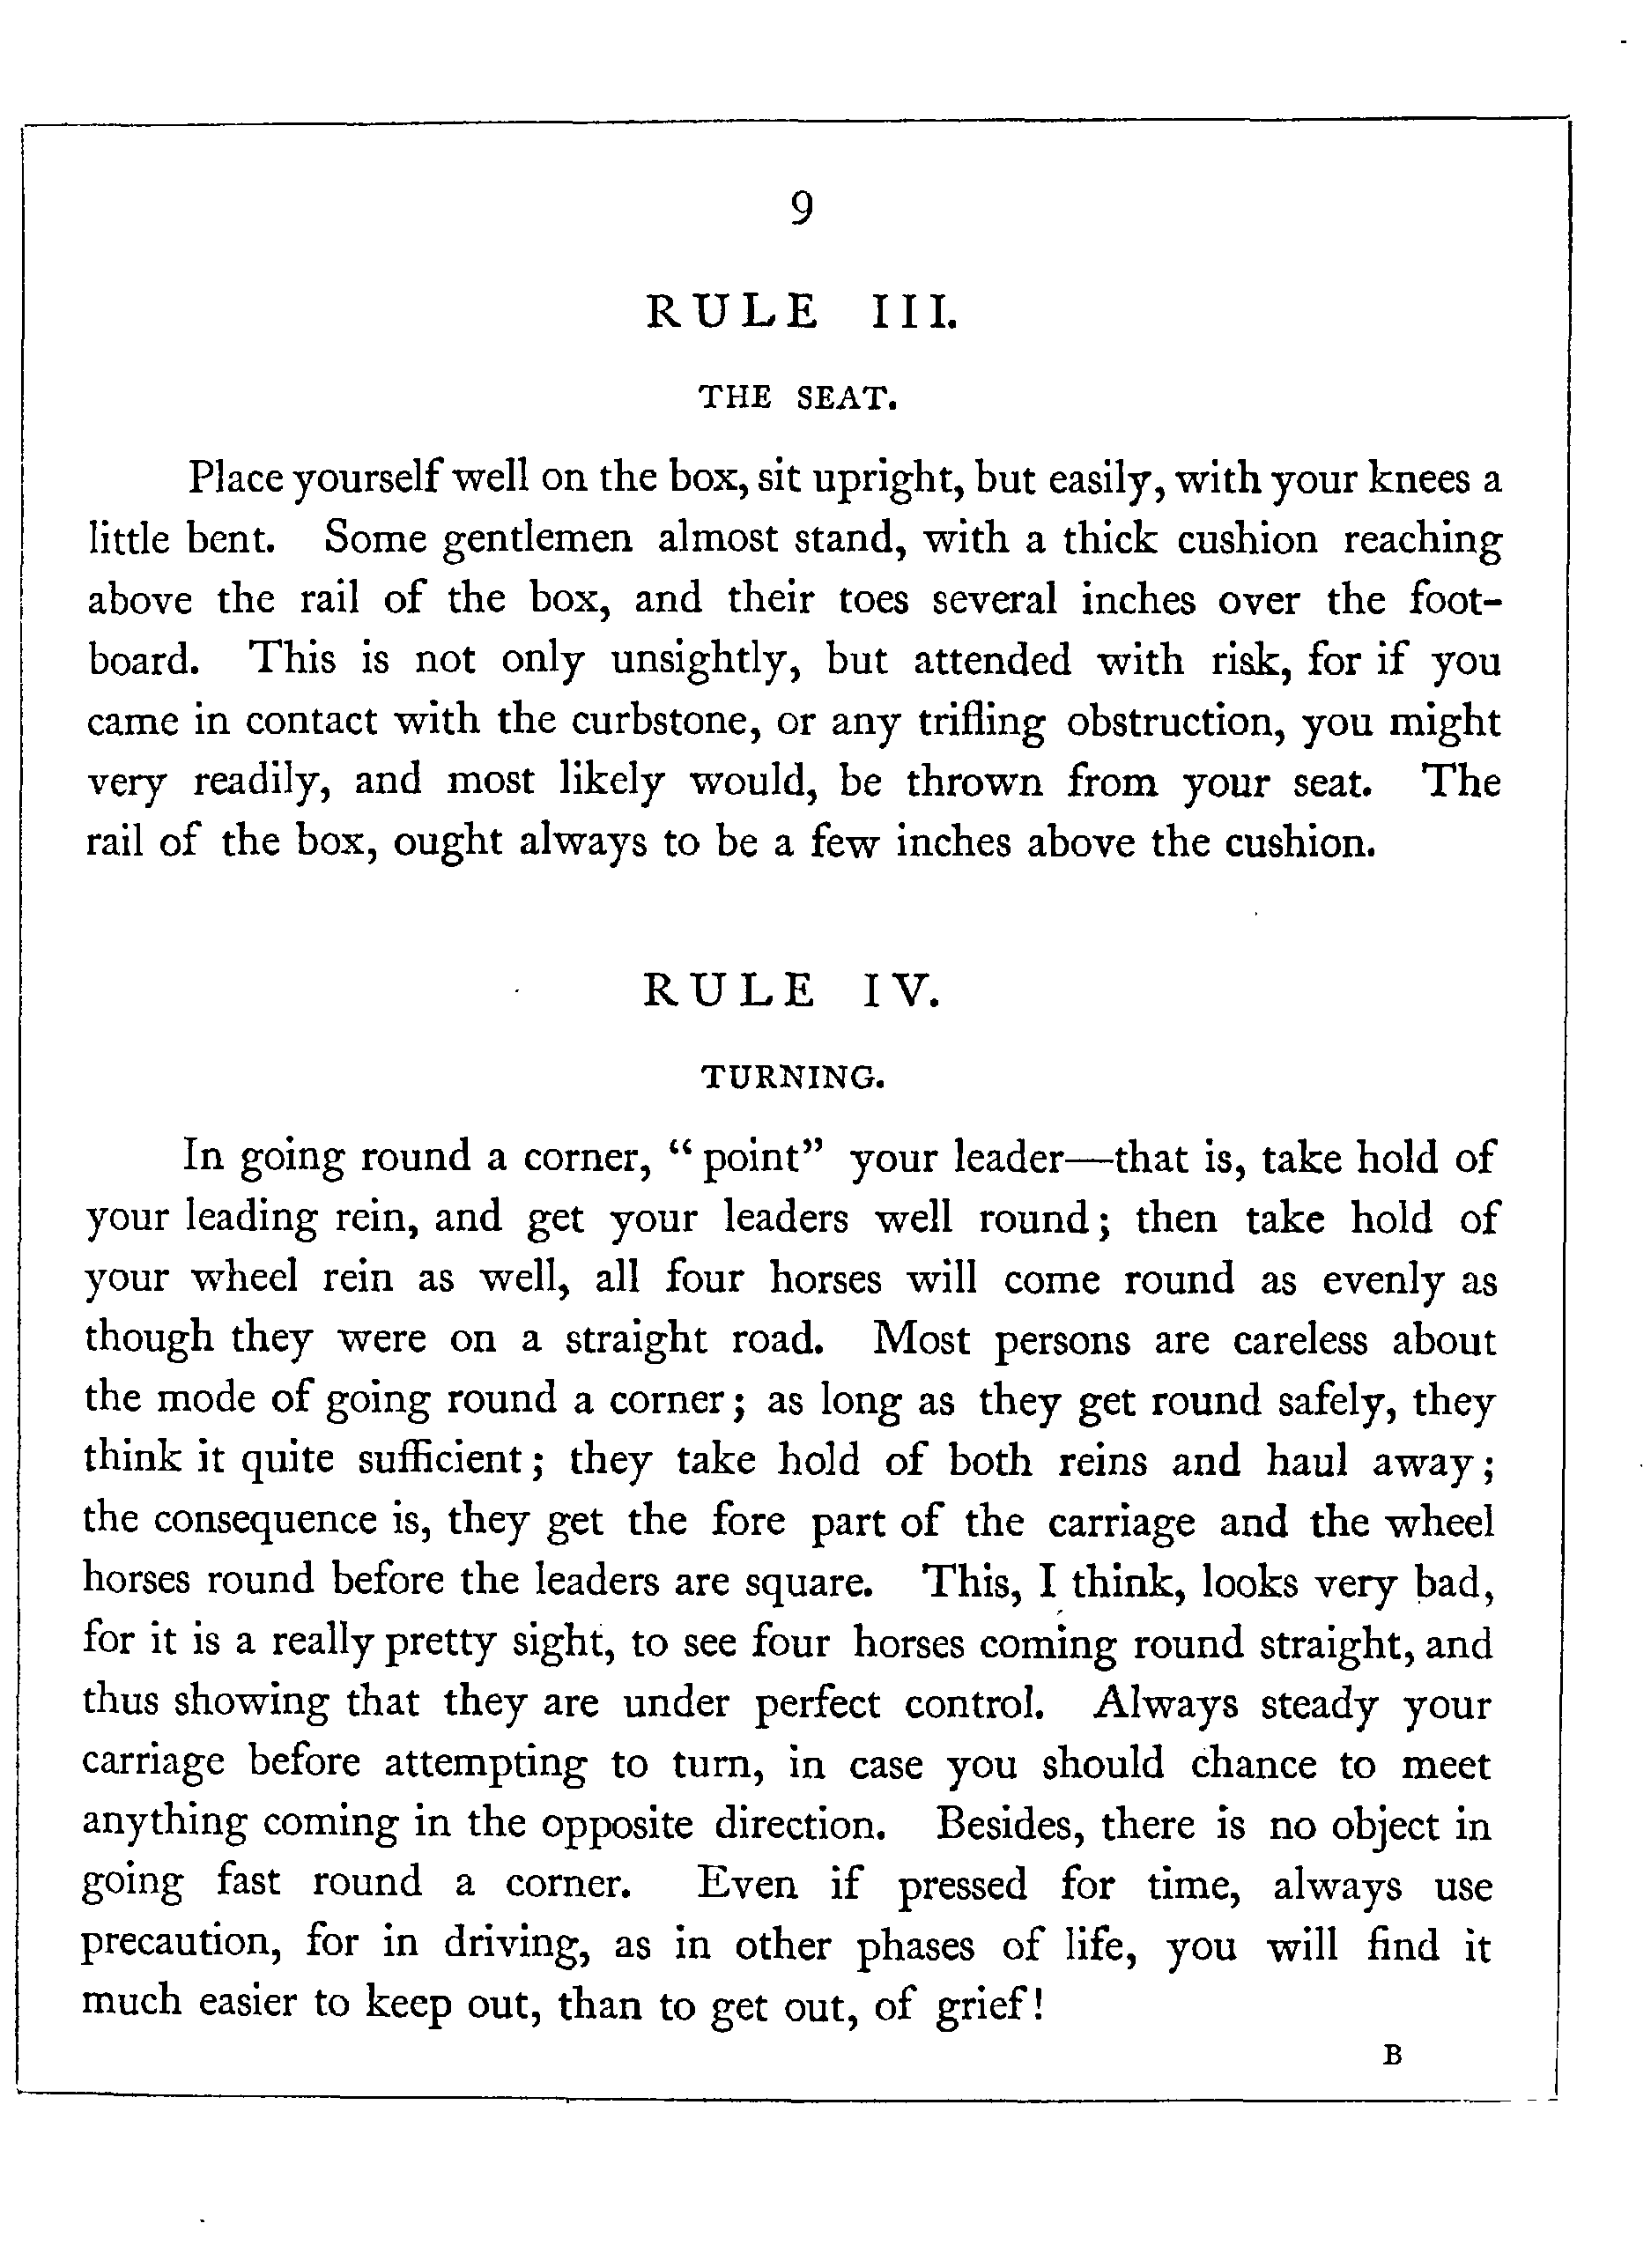 9
RULE III.
THE SEAT.
Place yourself well on the box, sit upright, but easily, with your knees a
little bent. Some gentlemen almost stand, with a thick cushion reaching
above the rail of the box, and their toes several inches over the foot-
board. This is not only unsightly, but attended with risk, for if you
came in contact with the curbstone, or any trifling obstruction, you might
very readily, and most likely would, be thrown from your seat. The
rail of the box, ought always to be a few inches above the cushion.
RULE IV.
TURNING.
In going round a corner, “point” your leader—that is, take hold of
your leading rein, and get your leaders well round; then take hold of
your wheel rein as well, all four horses will come round as evenly as
though they were on a straight road. Most persons are careless about
the mode of going round a corner; as long as they get round safely, they
think it quite sufficient; they take hold of both reins and haul away;
the consequence is, they get the fore part of the carriage and the wheel
horses round before the leaders are square. This, I think, looks very bad,
for it is a really pretty sight, to see four horses coming round straight, and
thus showing that they are under perfect control. Always steady your
carriage before attempting to turn, in case you should chance to meet
anything coming in the opposite direction. Besides, there is no object in
going fast round a corner. Even if pressed for time, always use
precaution, for in driving, as in other phases of life, you will find it
much easier to keep out, than to get out, of grief!
B